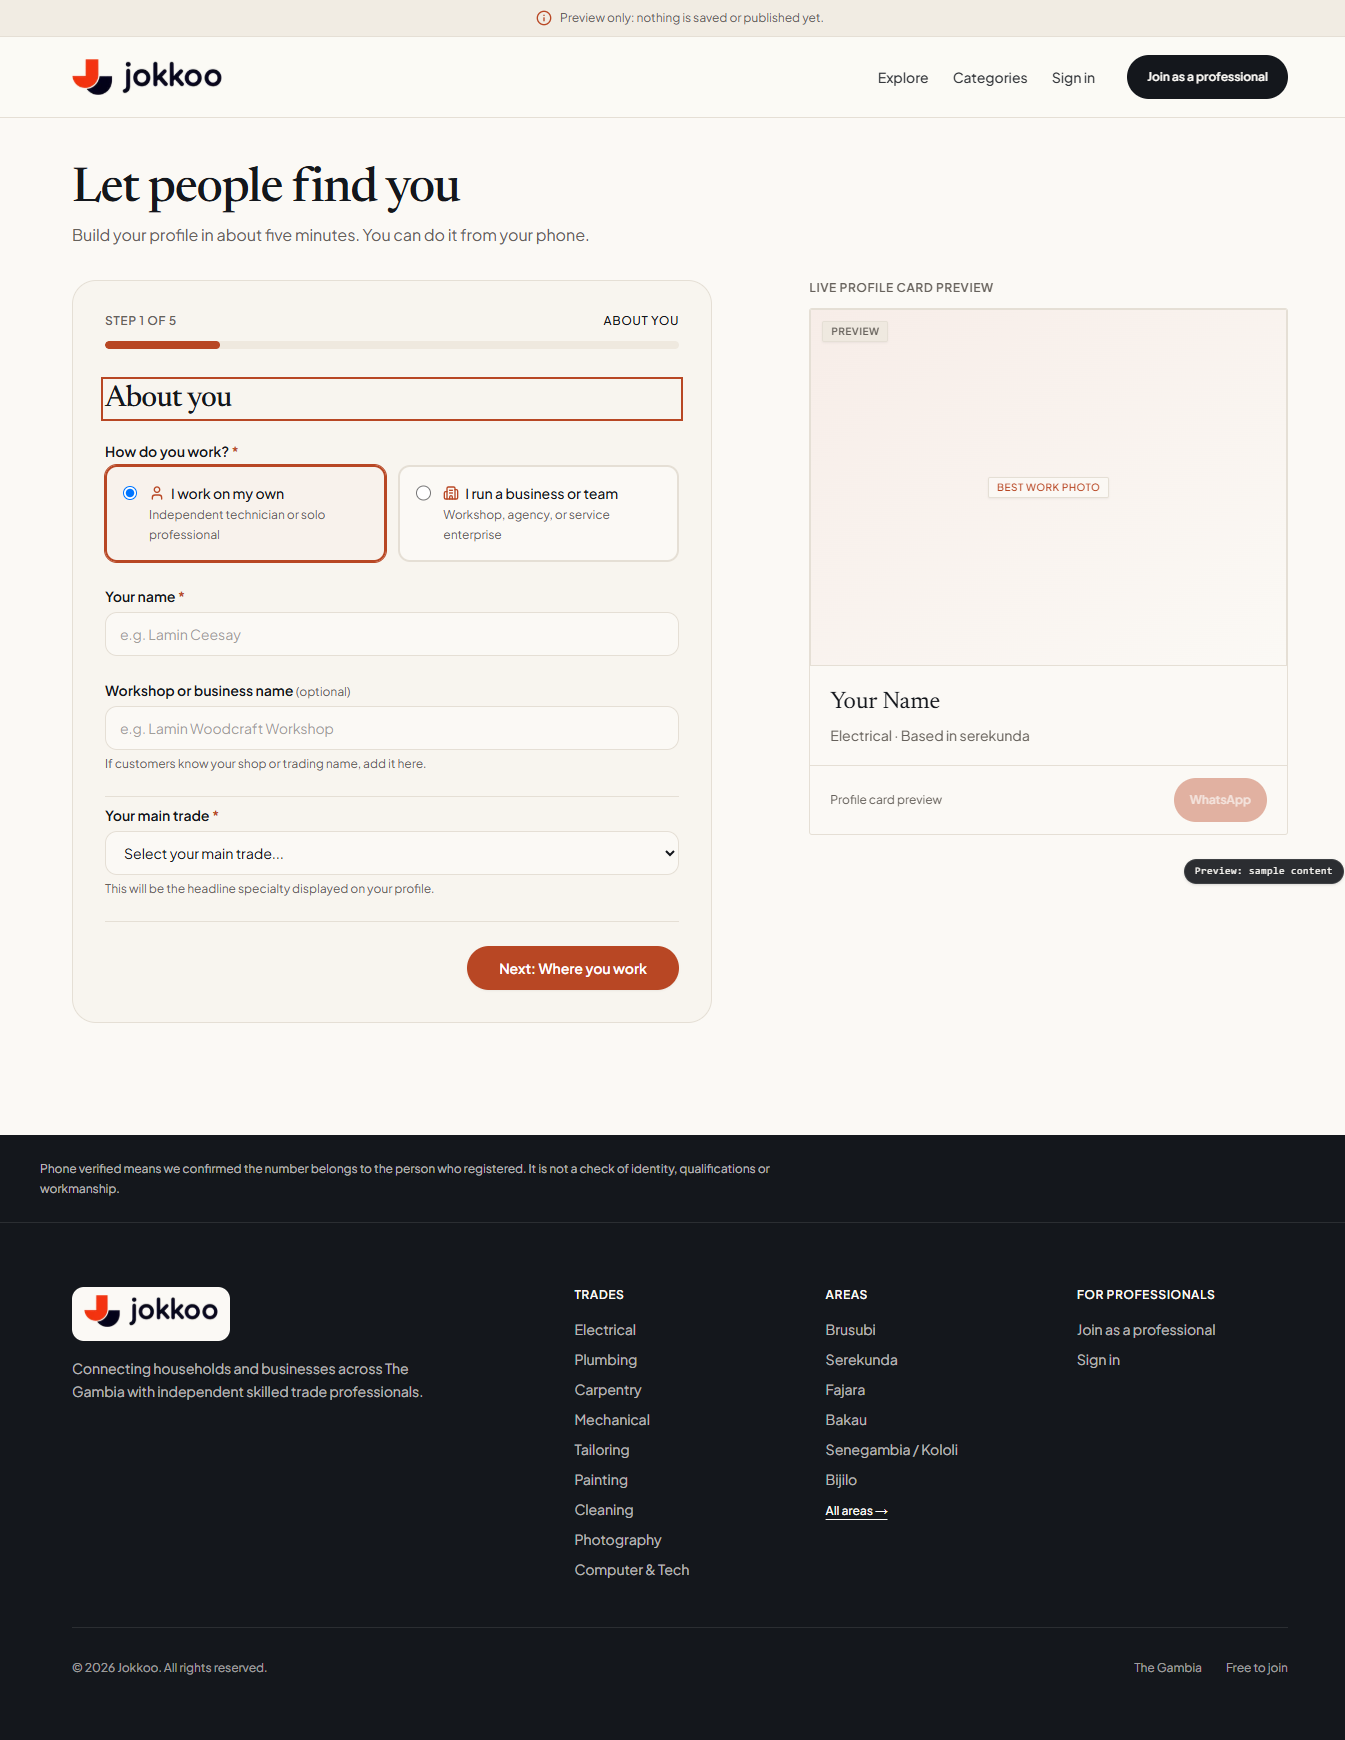 Preview only: nothing is saved or published yet.
jokkoo
Explore
Categories
Sign in
Join as a professional
Let people find you
Build your profile in about five minutes. You can do it from your phone.
STEP 1 OF 5
ABOUT YOU
About you
How do you work? *
I work on my own
Independent technician or solo
professional
I run a business or team
Workshop, agency, or service
enterprise
Your name *
e.g. Lamin Ceesay
Workshop or business name (optional)
e.g. Lamin Woodcraft Workshop
If customers know your shop or trading name, add it here.
Your main trade *
Select your main trade...
This will be the headline specialty displayed on your profile.
Next: Where you work
LIVE PROFILE CARD PREVIEW
PREVIEW
BEST WORK PHOTO
Your Name
Electrical · Based in serekunda
Profile card preview
WhatsApp
Preview: sample content
Phone verified means we confirmed the number belongs to the person who registered. It is not a check of identity, qualifications or
workmanship.
jokkoo
Connecting households and businesses across The
Gambia with independent skilled trade professionals.
TRADES
Electrical
Plumbing
Carpentry
Mechanical
Tailoring
Painting
Cleaning
Photography
Computer & Tech
AREAS
Brusubi
Serekunda
Fajara
Bakau
Senegambia / Kololi
Bijilo
All areas →
FOR PROFESSIONALS
Join as a professional
Sign in
© 2026 Jokkoo. All rights reserved.
The Gambia
Free to join